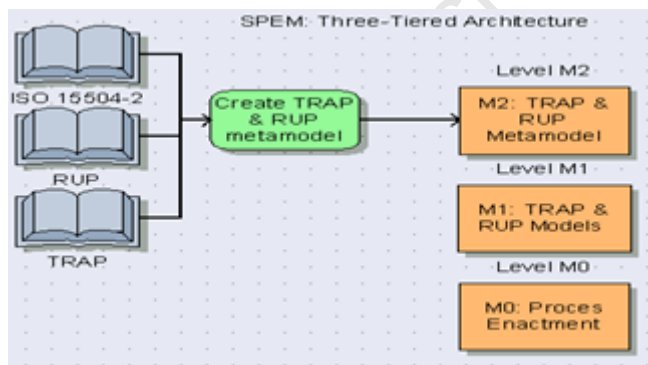 SPEM: Three-Tiered Architecture
ISO 15504-2
RUP
TRAP
Create TRAP
& RUP
metamodel
Level M2
M2: TRAP &
RUP
Metamodel
Level M1
M1: TRAP &
RUP Models
Level M0
M0: Proces
Enactment